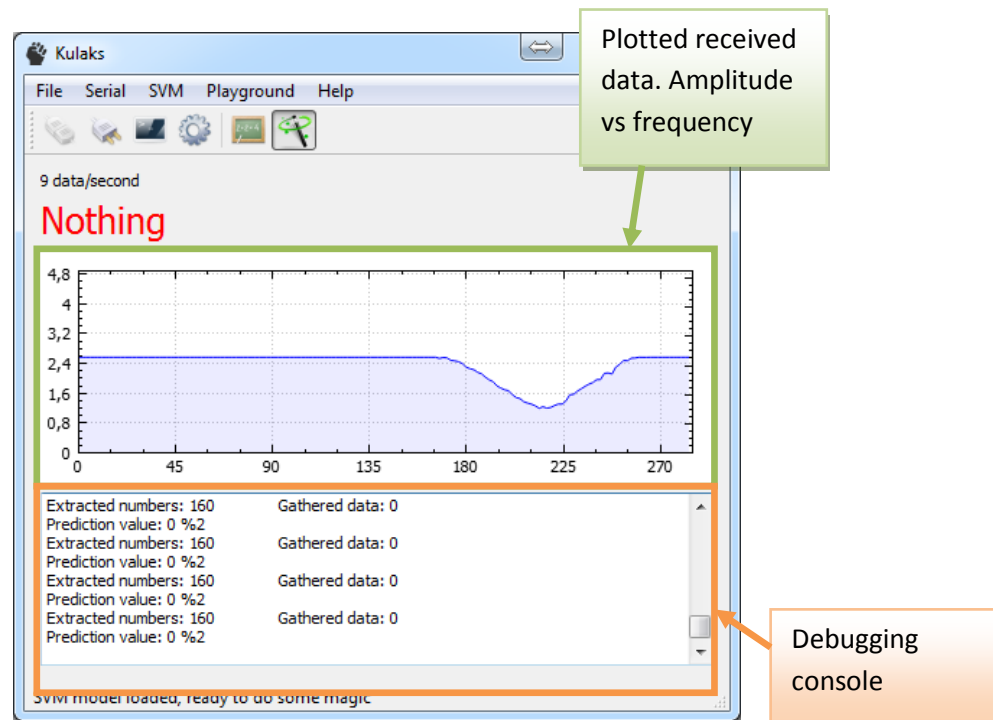 Kulaks
Plotted received
data. Amplitude
vs frequency
File Serial SVM Playground Help
9 data/second
Nothing
4,8
4
3,2
2,4
1,6
0,8
0
0 45 90 135 180 225 270
Extracted numbers: 160 Gathered data: 0
Prediction value: 0 %2
Extracted numbers: 160 Gathered data: 0
Prediction value: 0 %2
Extracted numbers: 160 Gathered data: 0
Prediction value: 0 %2
Extracted numbers: 160 Gathered data: 0
Prediction value: 0 %2
Debugging
console
SVM model loaded, ready to do some magic